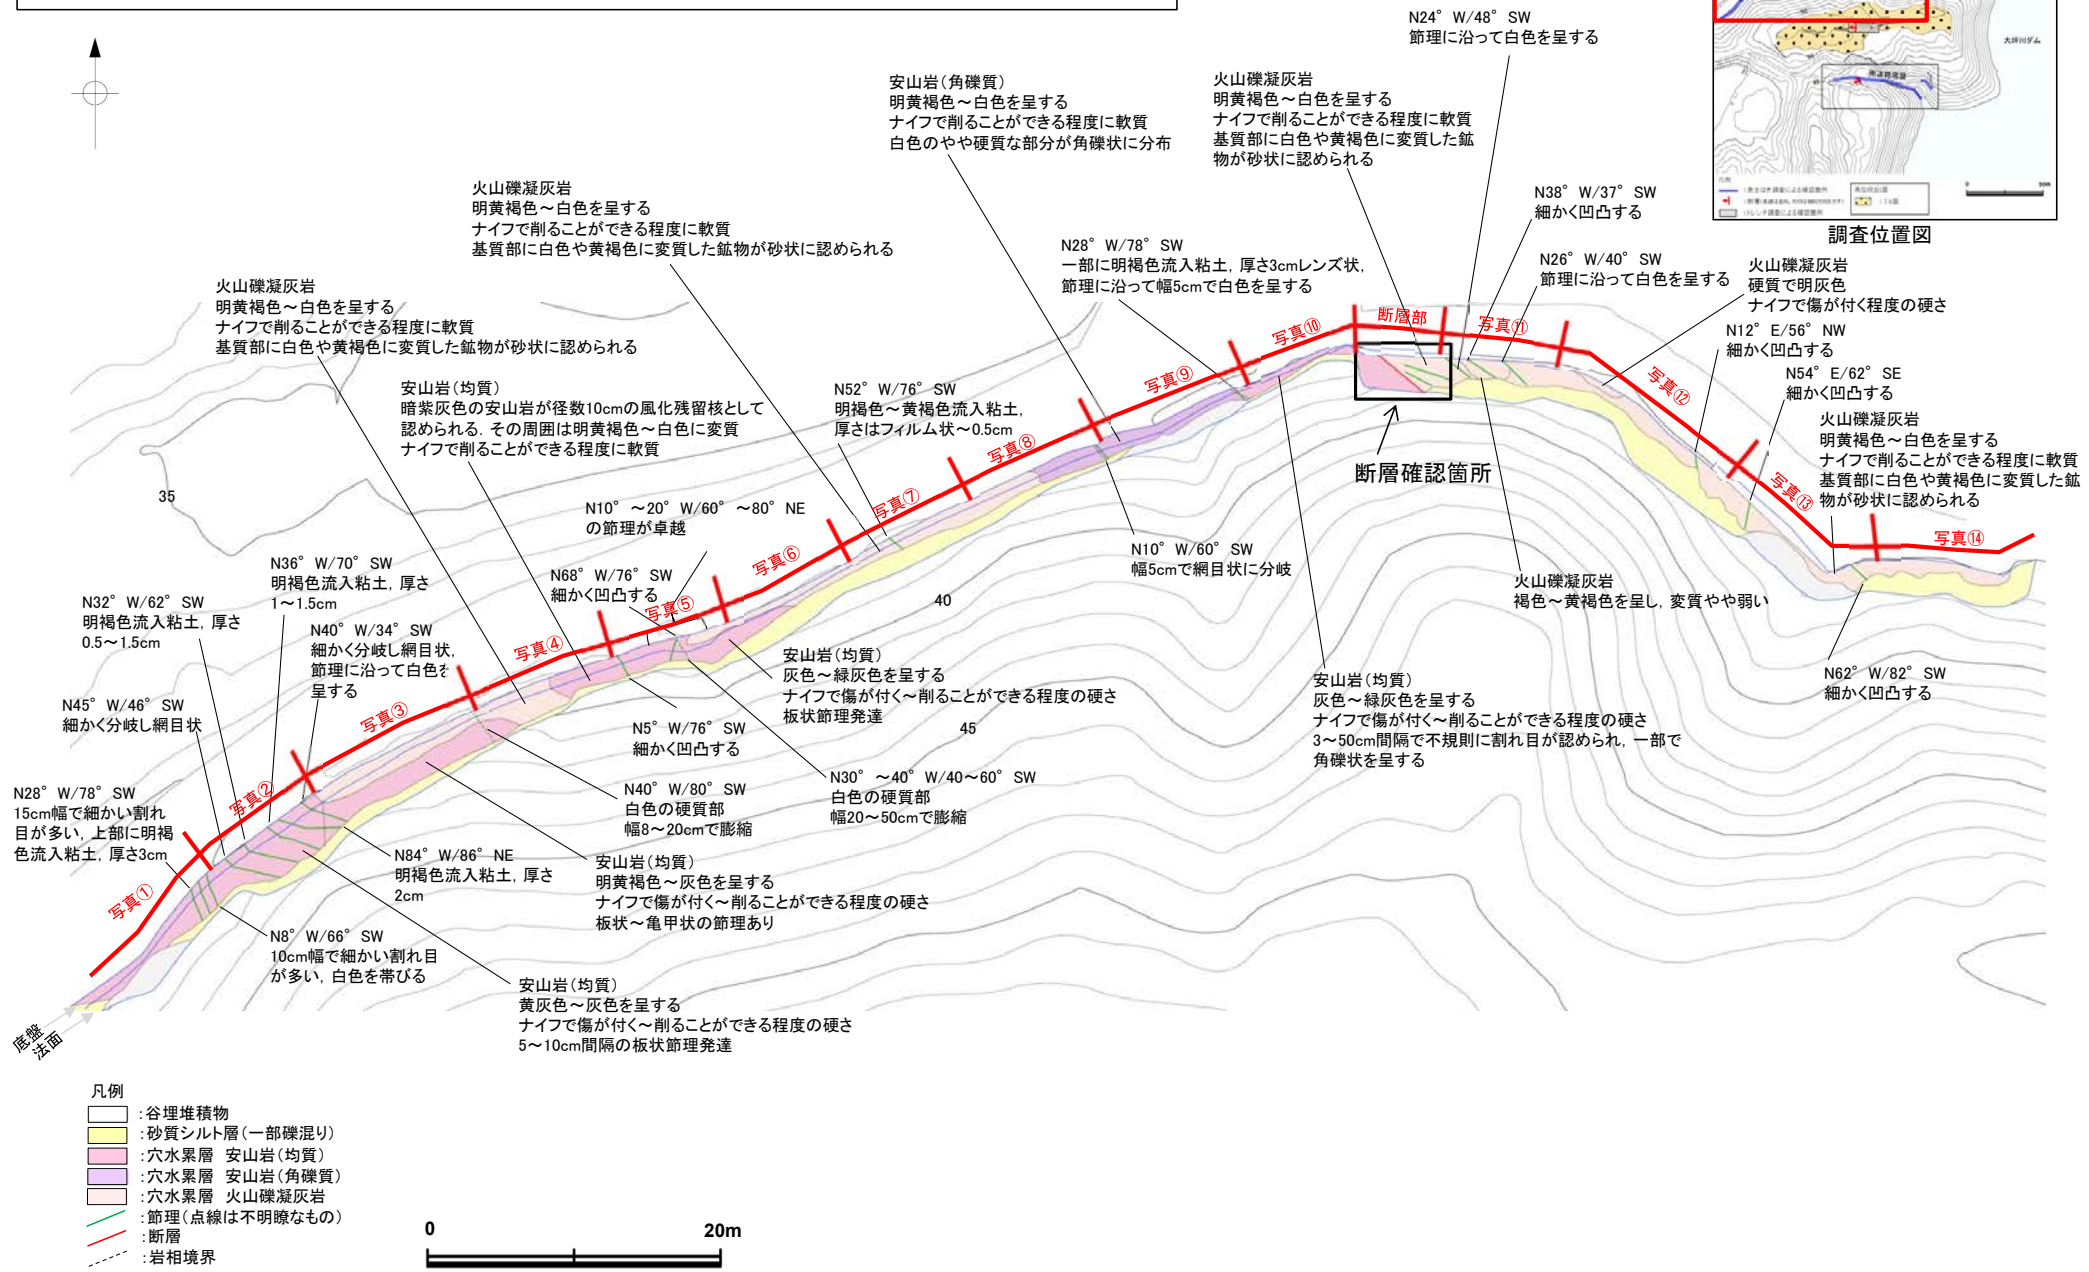 N24° W/48° SW
節理に沿って白色を呈する
大坪川ダム
安山岩(角礫質)
明黄褐色～白色を呈する
ナイフで削ることができる程度に軟質
白色のやや硬質な部分が角礫状に分布
火山礫凝灰岩
明黄褐色～白色を呈する
ナイフで削ることができる程度に軟質
基質部に白色や黄褐色に変質した鉱
物が砂状に認められる
凡例
調査位置図
火山礫凝灰岩
明黄褐色～白色を呈する
ナイフで削ることができる程度に軟質
基質部に白色や黄褐色に変質した鉱物が砂状に認められる
N38° W/37° SW
細かく凹凸する
N28° W/78° SW
一部に明褐色流入粘土, 厚さ3cmレンズ状,
節理に沿って幅5cmで白色を呈する
N26° W/40° SW
節理に沿って白色を呈する
火山礫凝灰岩
硬質で明灰色
ナイフで傷が付く程度の硬さ
火山礫凝灰岩
明黄褐色～白色を呈する
ナイフで削ることができる程度に軟質
基質部に白色や黄褐色に変質した鉱物が砂状に認められる
N12° E/56° NW
細かく凹凸する
N54° E/62° SE
細かく凹凸する
安山岩(均質)
暗紫灰色の安山岩が径数10cmの風化残留核として
認められる. その周囲は明黄褐色～白色に変質
ナイフで削ることができる程度に軟質
N52° W/76° SW
明褐色～黄褐色流入粘土,
厚さはフィルム状～0.5cm
火山礫凝灰岩
明黄褐色～白色を呈する
ナイフで削ることができる程度に軟質
基質部に白色や黄褐色に変質した鉱
物が砂状に認められる
写真①
写真②
写真③
写真④
写真⑤
写真⑥
写真⑦
写真⑧
写真⑨
写真⑩
断層部
写真⑪
写真⑫
写真⑬
写真⑭
断層確認箇所
35
40
45
N10° ～20° W/60° ～80° NE
の節理が卓越
N68° W/76° SW
細かく凹凸する
N36° W/70° SW
明褐色流入粘土, 厚さ
1～1.5cm
N32° W/62° SW
明褐色流入粘土, 厚さ
0.5～1.5cm
N40° W/34° SW
細かく分岐し網目状,
節理に沿って白色を
呈する
N45° W/46° SW
細かく分岐し網目状
N28° W/78° SW
15cm幅で細かい割れ
目が多い, 上部に明褐
色流入粘土, 厚さ3cm
N10° W/60° SW
幅5cmで網目状に分岐
火山礫凝灰岩
褐色～黄褐色を呈し, 変質やや弱い
安山岩(均質)
灰色～緑灰色を呈する
ナイフで傷が付く～削ることができる程度の硬さ
板状節理発達
安山岩(均質)
灰色～緑灰色を呈する
ナイフで傷が付く～削ることができる程度の硬さ
3～50cm間隔で不規則に割れ目が認められ, 一部で
角礫状を呈する
N62° W/82° SW
細かく凹凸する
N5° W/76° SW
細かく凹凸する
N40° W/80° SW
白色の硬質部
幅8～20cmで膨縮
N30° ～40° W/40～60° SW
白色の硬質部
幅20～50cmで膨縮
N84° W/86° NE
明褐色流入粘土, 厚さ
2cm
安山岩(均質)
明黄褐色～灰色を呈する
ナイフで傷が付く～削ることができる程度の硬さ
板状～亀甲状の節理あり
N8° W/66° SW
10cm幅で細かい割れ目
が多い, 白色を帯びる
安山岩(均質)
黄灰色～灰色を呈する
ナイフで傷が付く～削ることができる程度の硬さ
5～10cm間隔の板状節理発達
底盤
法面
凡例
:谷埋堆積物
:砂質シルト層(一部礫混り)
:穴水累層 安山岩(均質)
:穴水累層 安山岩(角礫質)
:穴水累層 火山礫凝灰岩
:節理(点線は不明瞭なもの)
:断層
:岩相境界
0
20m